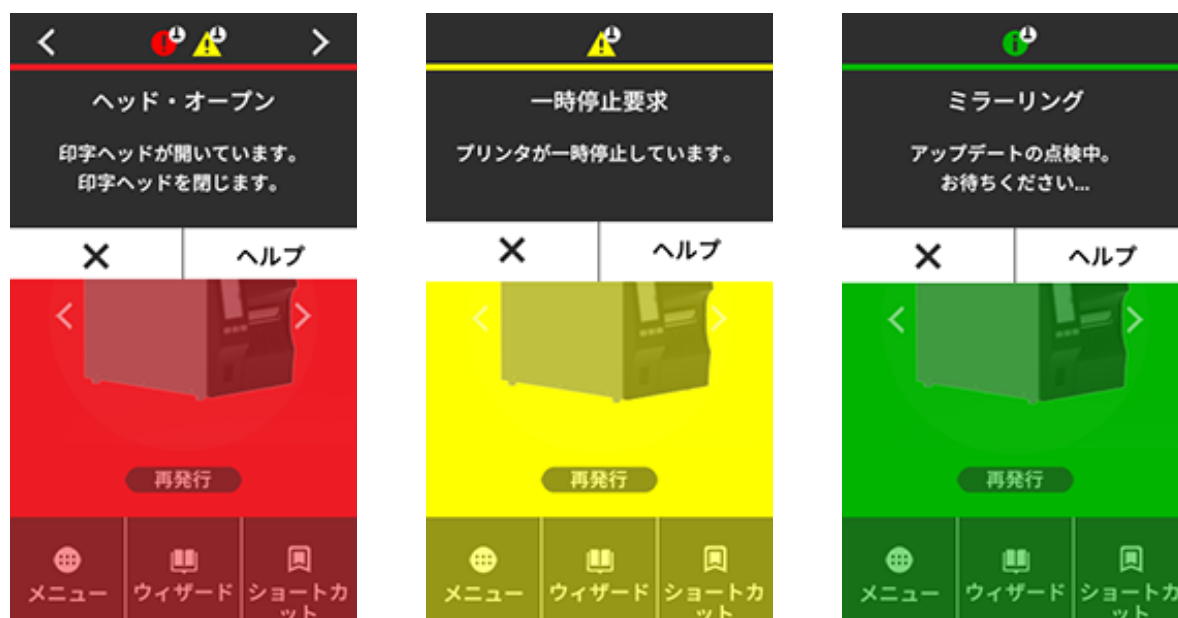 ヘッド・オープン
印字ヘッドが開いています。
印字ヘッドを閉じます。
ヘルプ
再発行
メニュー
ウィザード
ショートカ
ット
一時停止要求
プリンタが一時停止しています。
ヘルプ
再発行
メニュー
ウィザード
ショートカ
ット
ミラーリング
アップデートの点検中。
お待ちください...
ヘルプ
再発行
メニュー
ウィザード
ショートカ
ット